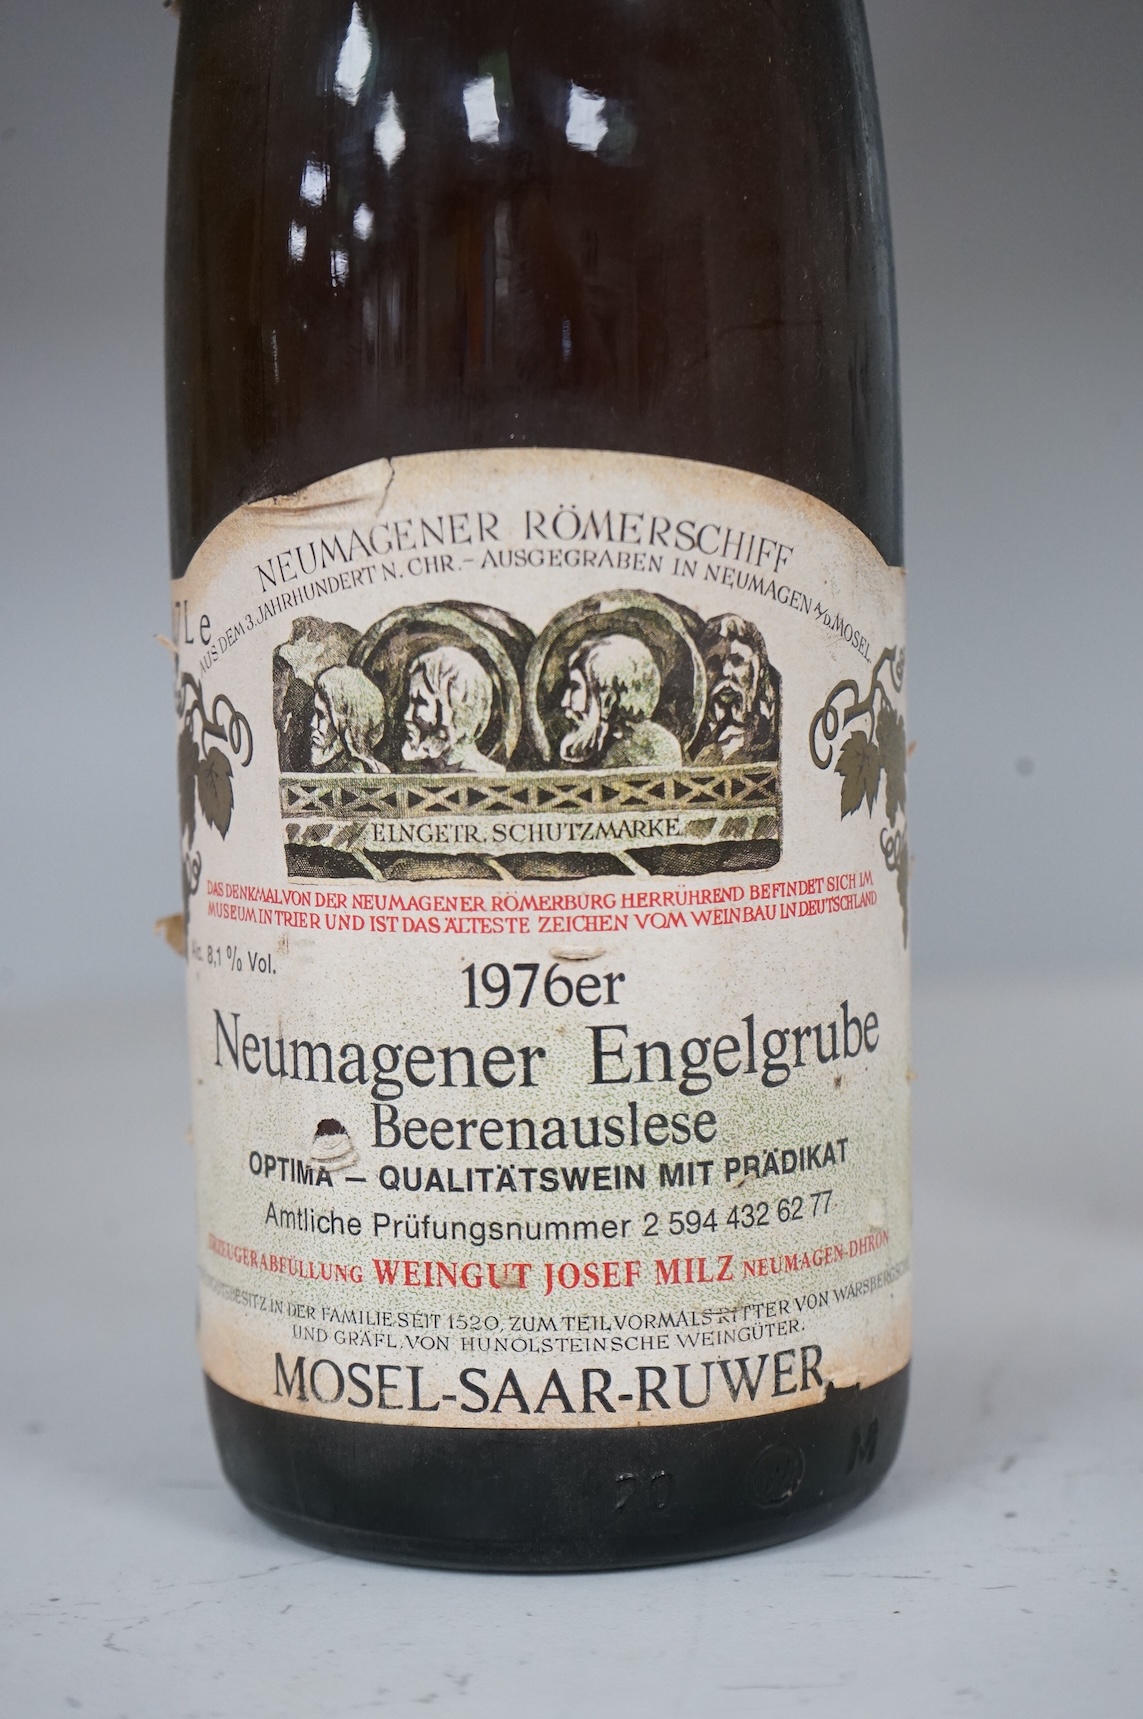 NEUMAGENER RÖMERSCHIFF
AUS DEM 3. JAHRHUNDERT N. CHR. – AUSGEGRABEN IN NEUMAGEN A/D. MOSEL.
Le
EINGETR. SCHUTZMARKE
DAS DENKMAL VON DER NEUMAGENER RÖMERBURG HERRÜHREND BEFINDET SICH IM
MUSEUM IN TRIER UND IST DAS ÄLTESTE ZEICHEN VOM WEINBAU IN DEUTSCHLAND
8,1 % Vol.
1976er
Neumagener Engelgrube
Beerenauslese
OPTIMA – QUALITÄTSWEIN MIT PRÄDIKAT
Amtliche Prüfungsnummer 2 594 432 62 77
ERZEUGERABFÜLLUNG WEINGUT JOSEF MILZ NEUMAGEN-DHRON
IN DER FAMILIE SEIT 1520, ZUM TEIL VORMALS RITTER VON
UND GRÄFL. VON HUNOLSTEINSCHE WEINGÜTER.
MOSEL-SAAR-RUWER
20 M